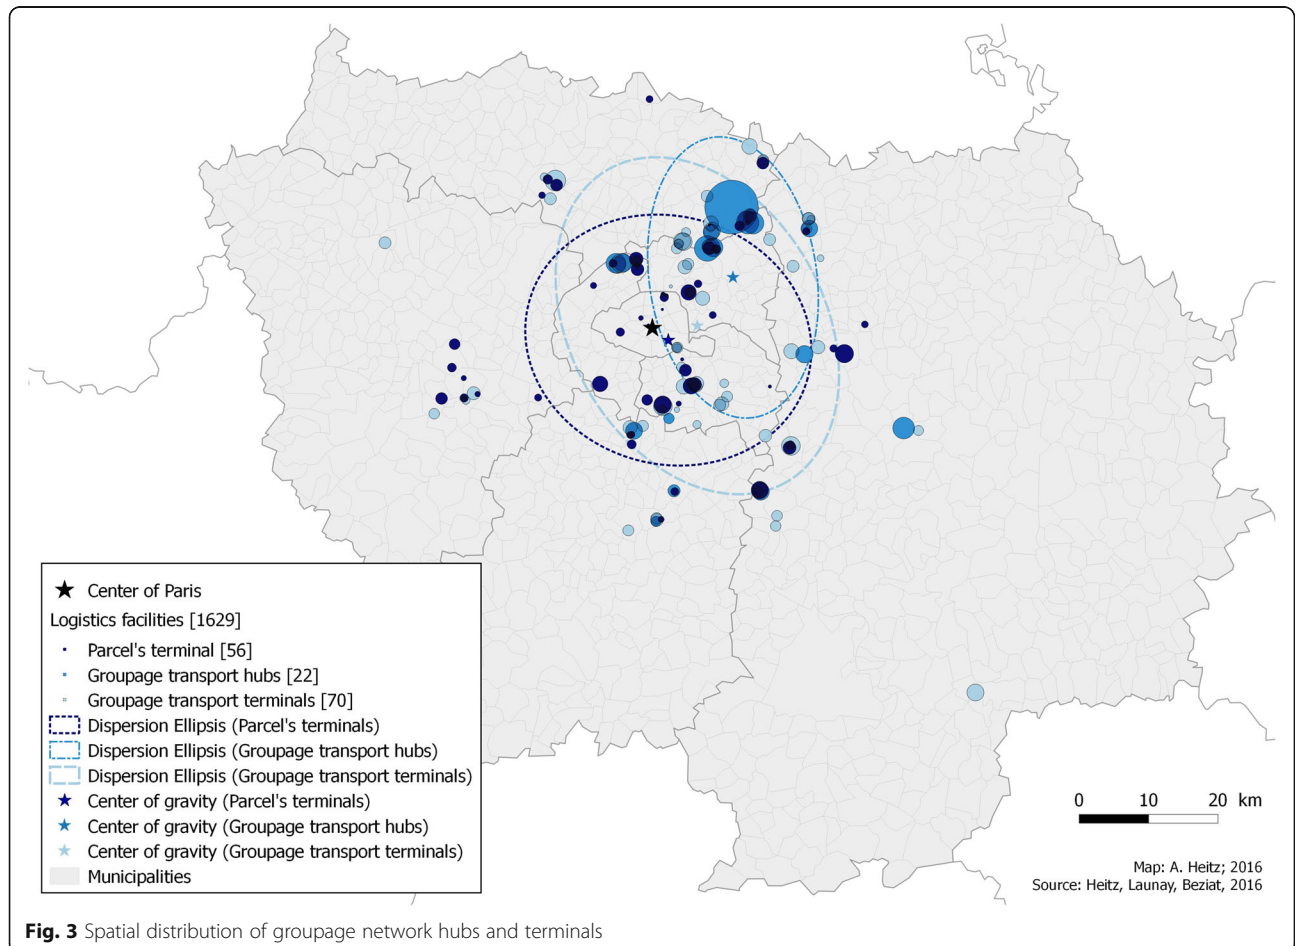 ★ Center of Paris
Logistics facilities [1629]
Parcel's terminal [56]
Groupage transport hubs [22]
Groupage transport terminals [70]
Dispersion Ellipsis (Parcel's terminals)
Dispersion Ellipsis (Groupage transport hubs)
Dispersion Ellipsis (Groupage transport terminals)
Center of gravity (Parcel's terminals)
Center of gravity (Groupage transport hubs)
Center of gravity (Groupage transport terminals)
Municipalities
0 10 20 km
Map: A. Heitz; 2016
Source: Heitz, Launay, Beziat, 2016
Fig. 3 Spatial distribution of groupage network hubs and terminals